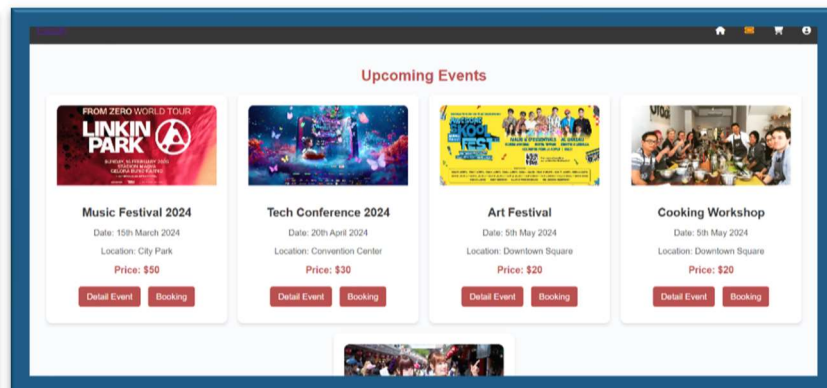 Upcoming Events
FROM ZERO WORLD TOUR
LINKIN
PARK
Music Festival 2024
Date: 15th March 2024
Location: City Park
Price: $50
Detail Event
Booking
Tech Conference 2024
Date: 20th April 2024
Location: Convention Center
Price: $30
Detail Event
Booking
KOOL
FEST
Art Festival
Date: 5th May 2024
Location: Downtown Square
Price: $20
Detail Event
Booking
Cooking Workshop
Date: 5th May 2024
Location: Downtown Square
Price: $20
Detail Event
Booking